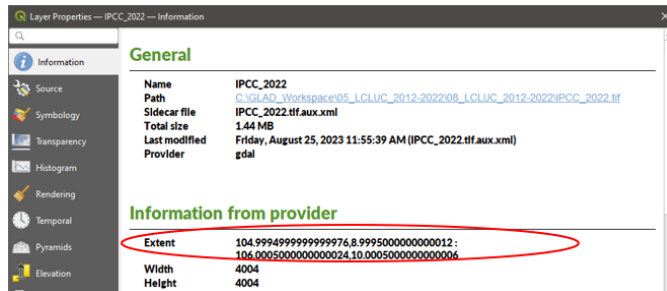 Layer Properties — IPCC_2022 — Information
Information
Source
Symbology
Transparency
Histogram
Rendering
Temporal
Pyramids
Elevation
General
Name IPCC_2022
Path C:\GLAD_Workspace\05_LCLUC_2012-2022\08_LCLUC_2012-2022\IPCC_2022.tif
Sidecar file IPCC_2022.tif.aux.xml
Total size 1.44 MB
Last modified Friday, August 25, 2023 11:55:39 AM (IPCC_2022.tif.aux.xml)
Provider gdal
Information from provider
Extent 104.9994999999999976,8.9995000000000012 :
106.0005000000000024,10.0005000000000006
Width 4004
Height 4004